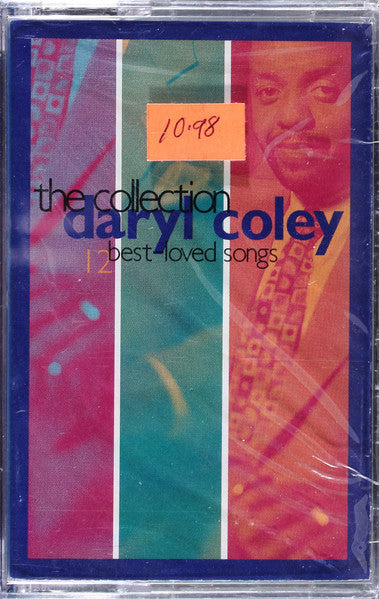 10.98
the collection
daryl coley
12 best-loved songs